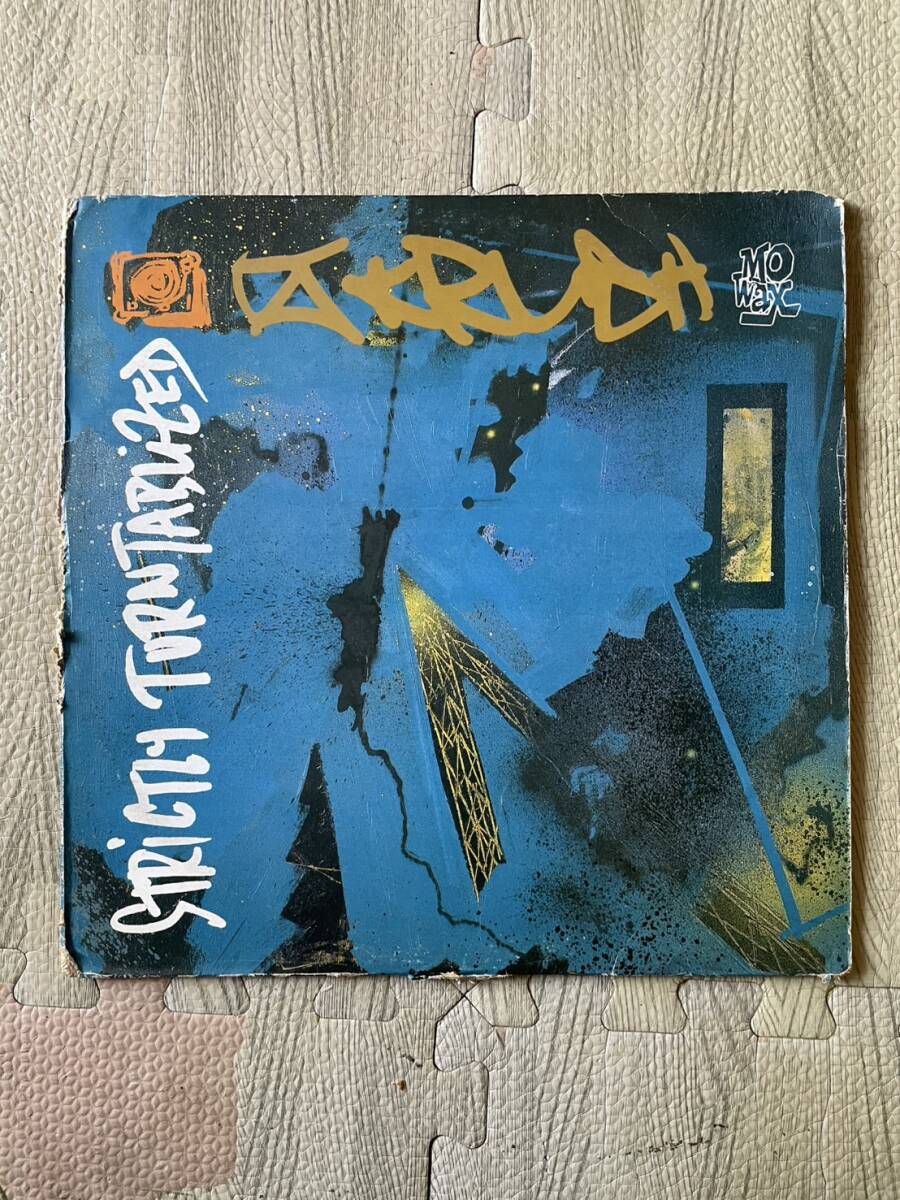 DJ KRUSH
MO
Wax
STRICTLY TURNTABLIZED